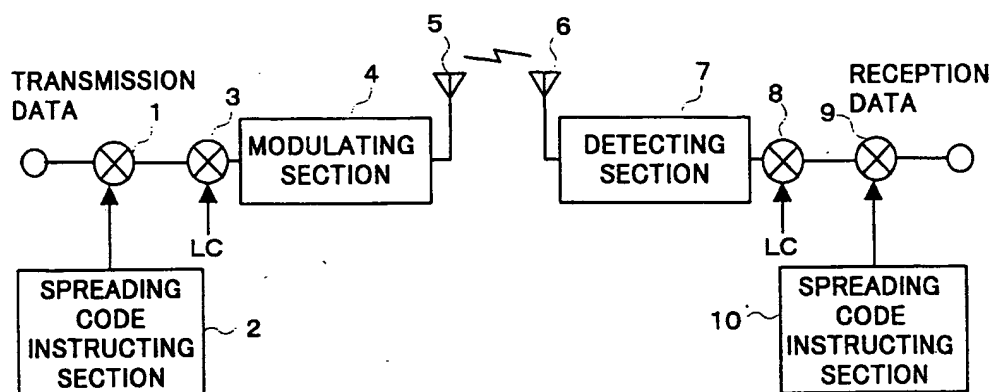 5
6
TRANSMISSION
DATA
1
3
4
7
8
RECEPTION
DATA
9
MODULATING
SECTION
DETECTING
SECTION
LC
LC
SPREADING
CODE
INSTRUCTING
SECTION
2
10
SPREADING
CODE
INSTRUCTING
SECTION